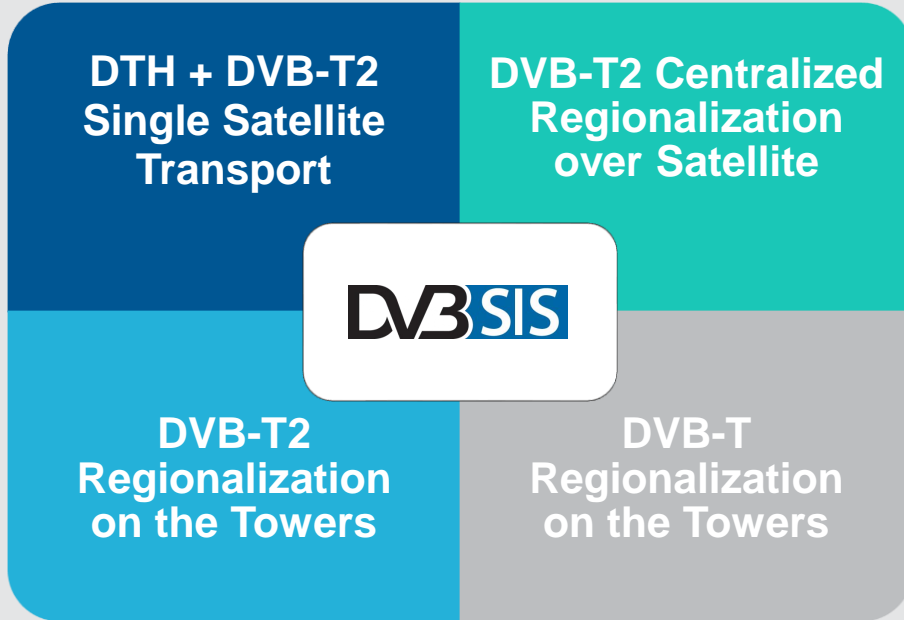 DTH + DVB-T2
Single Satellite
Transport
DVB-T2 Centralized
Regionalization
over Satellite
DVB SIS
DVB-T2
Regionalization
on the Towers
DVB-T
Regionalization
on the Towers